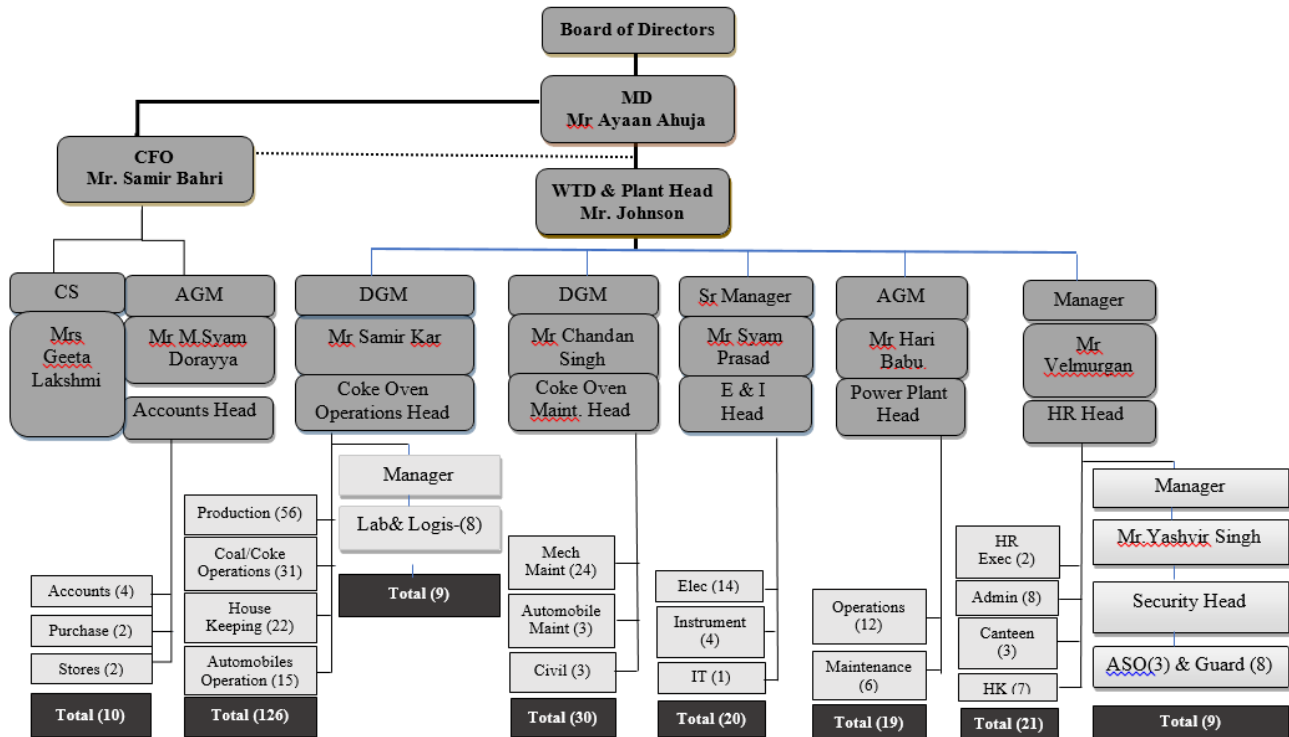 Board of Directors
MD
Mr Ayaan Ahuja
CFO
Mr. Samir Bahri
WTD & Plant Head
Mr. Johnson
CS
Mrs
Geeta
Lakshmi
AGM
Mr M.Syam
Dorayya
Accounts Head
Accounts (4)
Purchase (2)
Stores (2)
Total (10)
DGM
Mr Samir Kar
Coke Oven
Operations Head
Manager
Lab& Logis-(8)
Total (9)
Production (56)
Coal/Coke
Operations (31)
House
Keeping (22)
Automobiles
Operation (15)
Total (126)
DGM
Mr Chandan
Singh
Coke Oven
Maint. Head
Mech
Maint (24)
Automobile
Maint (3)
Civil (3)
Total (30)
Sr Manager
Mr Syam
Prasad
E & I
Head
Elec (14)
Instrument
(4)
IT (1)
Total (20)
AGM
Mr Hari
Babu
Power Plant
Head
Operations
(12)
Maintenance
(6)
Total (19)
Manager
Mr
Velmurgan
HR Head
HR
Exec (2)
Admin (8)
Canteen
(3)
HK (7)
Total (21)
Manager
Mr.Yashvir Singh
Security Head
ASO(3) & Guard (8)
Total (9)